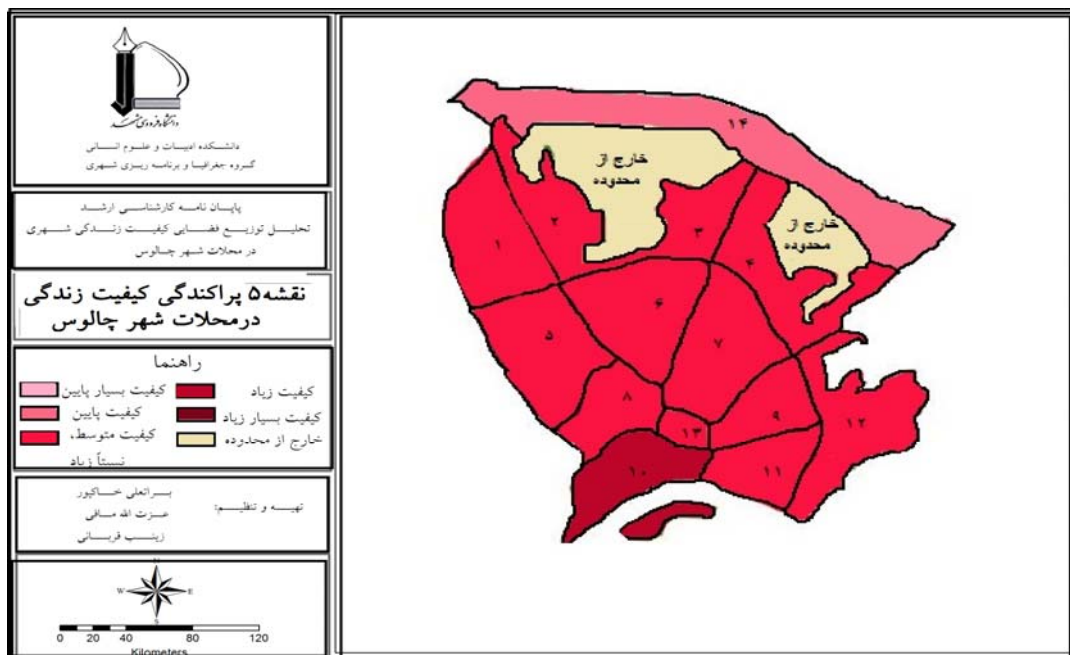 دانشگاه فردوسی مشهد
دانشکده ادبیات و علوم انسانی
گروه جغرافیا و برنامه ریزی شهری
پایان نامه کارشناسی ارشد
تحلیل توزیع فضایی کیفیت زندگی شهری
در محلات شهر چالوس
نقشه۵ پراکندگی کیفیت زندگی
درمحلات شهر چالوس
راهنما
کیفیت بسیار پایین
کیفیت پایین
کیفیت متوسط،
نسبتاً زیاد
کیفیت زیاد
کیفیت بسیار زیاد
خارج از محدوده
تهیه و تنظیم:
براتعلی خاکپور
عزت الله مافی
زینب قربانی
N
W E
S
0 20 40 80 120
Kilometers
۱۴
خارج از
محدوده
خارج از
محدوده
۱
۲
۳
۴
۵
۶
۷
۸
۹
۱۰
۱۱
۱۲
۱۳